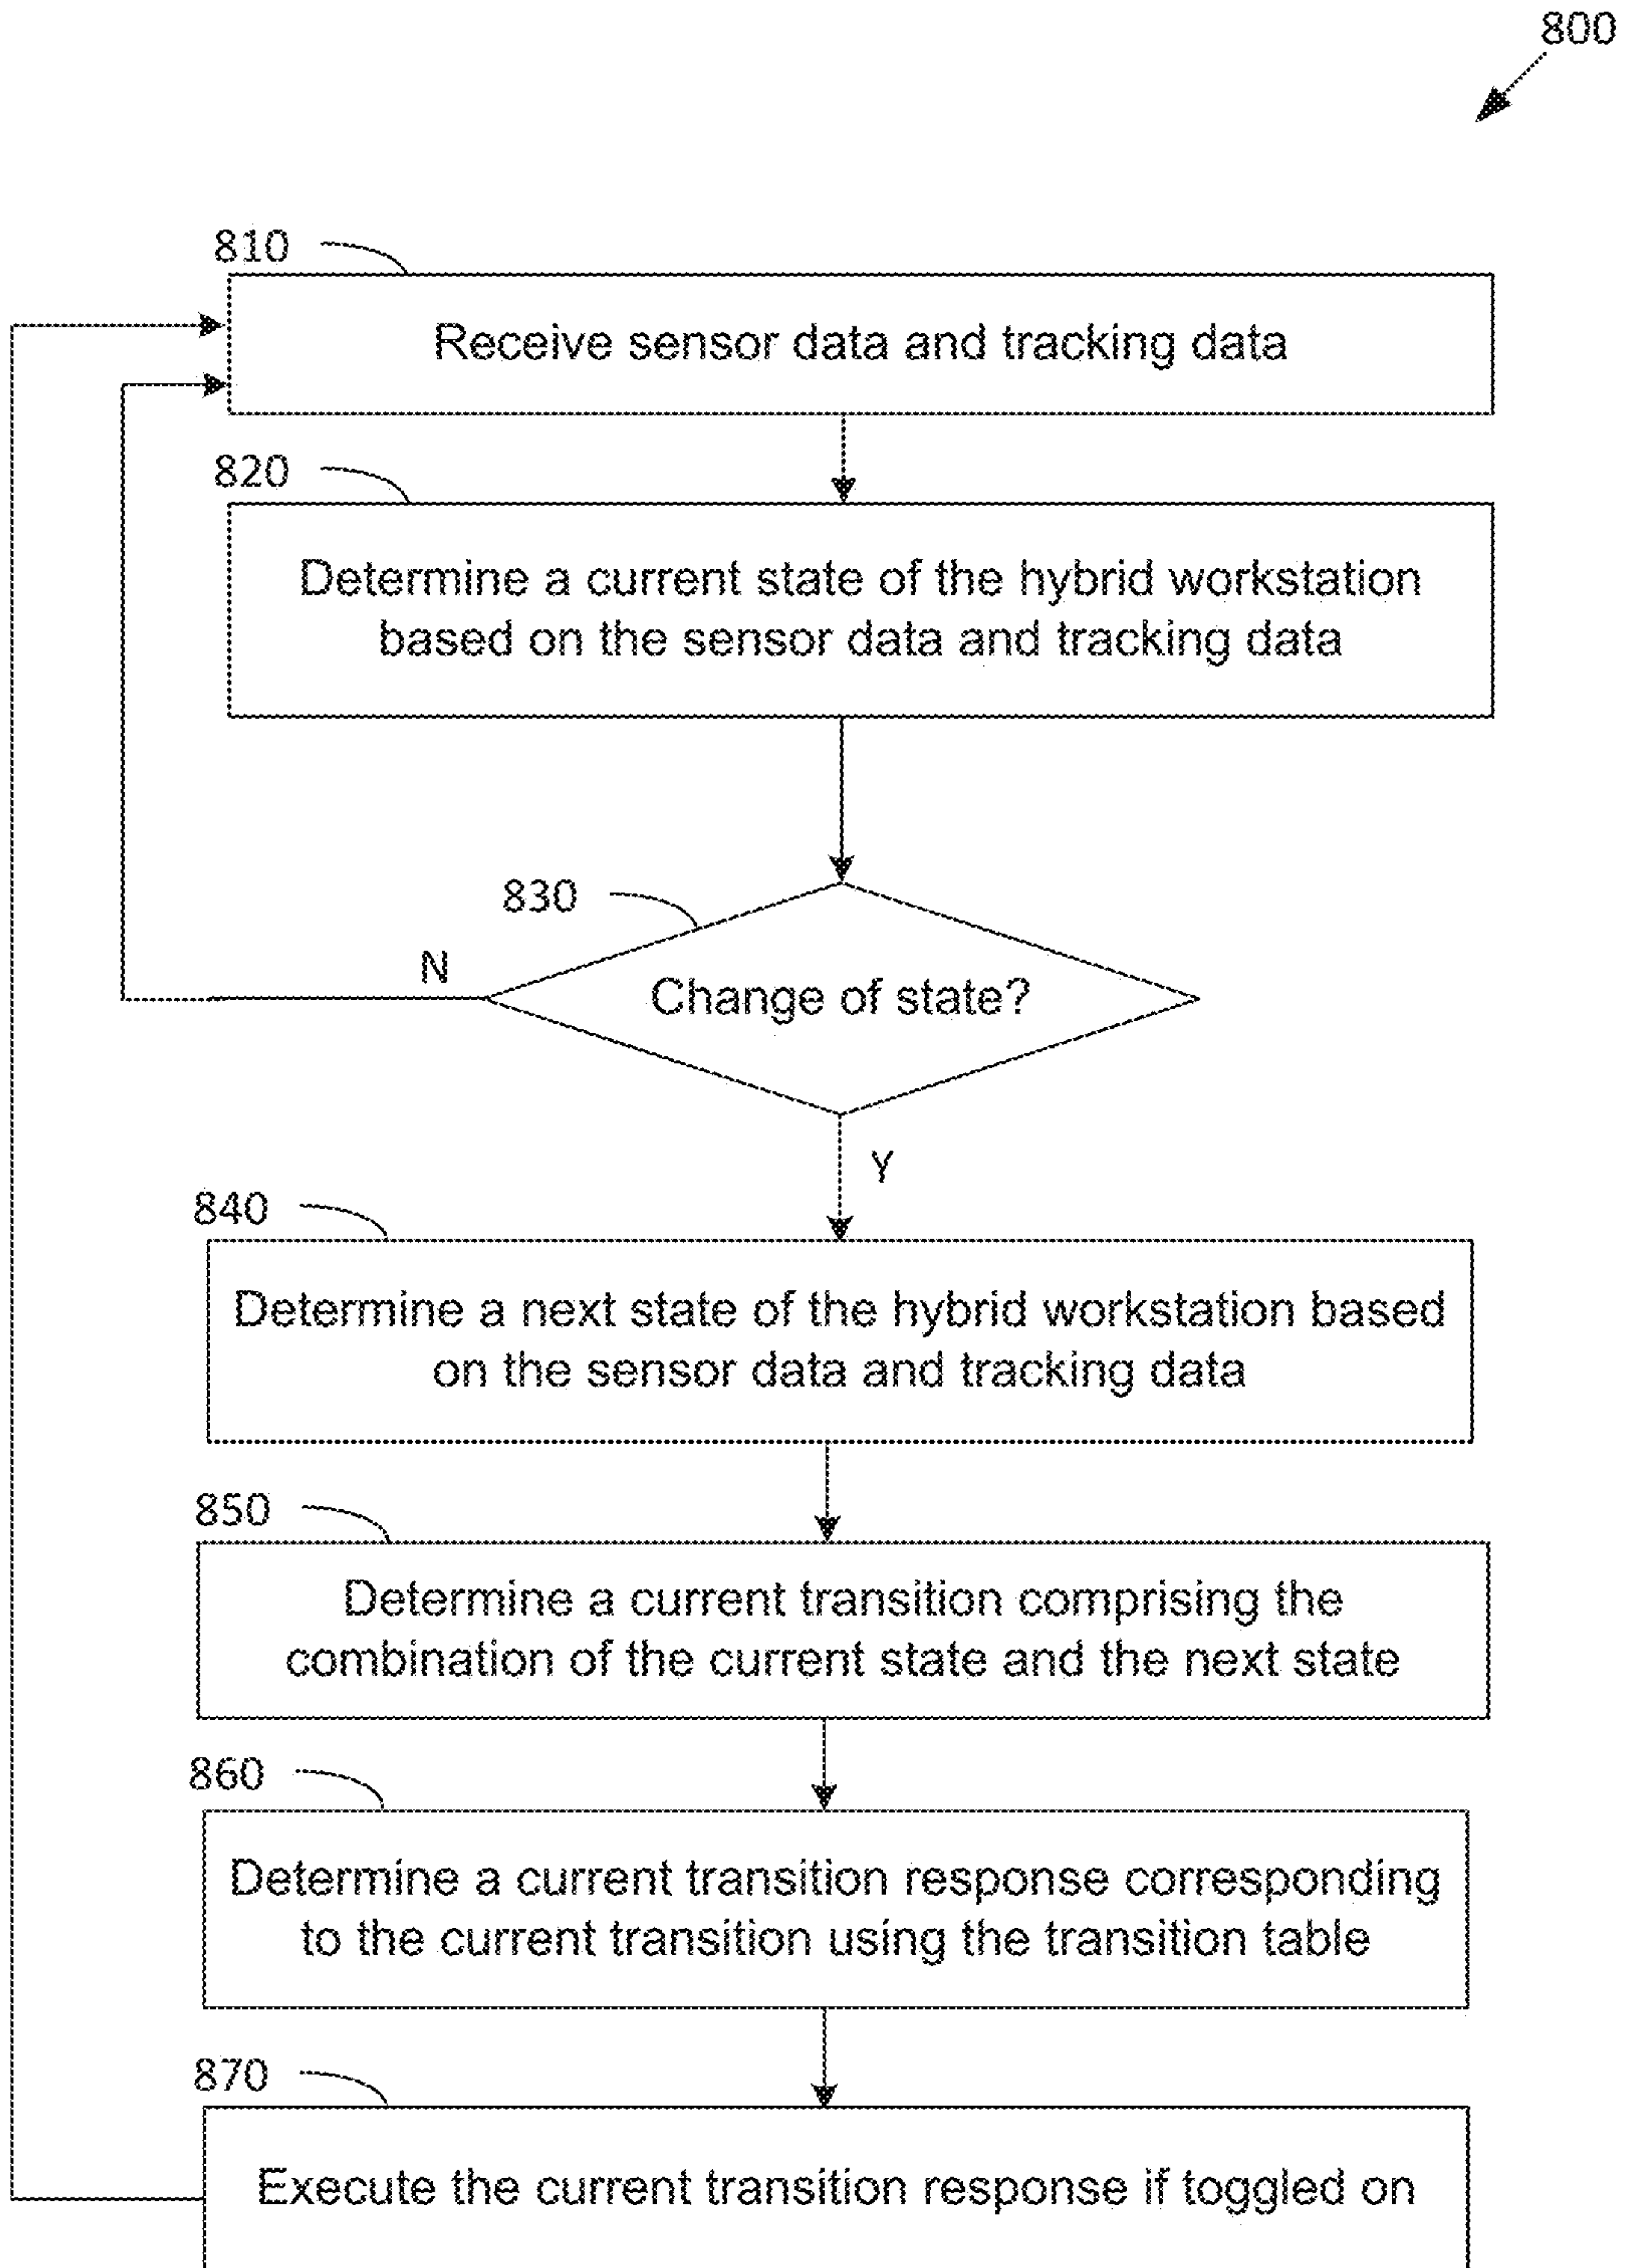 800
810
Receive sensor data and tracking data
820
Determine a current state of the hybrid workstation
based on the sensor data and tracking data
830
N
Change of state?
Y
840
Determine a next state of the hybrid workstation based
on the sensor data and tracking data
850
Determine a current transition comprising the
combination of the current state and the next state
860
Determine a current transition response corresponding
to the current transition using the transition table
870
Execute the current transition response if toggled on